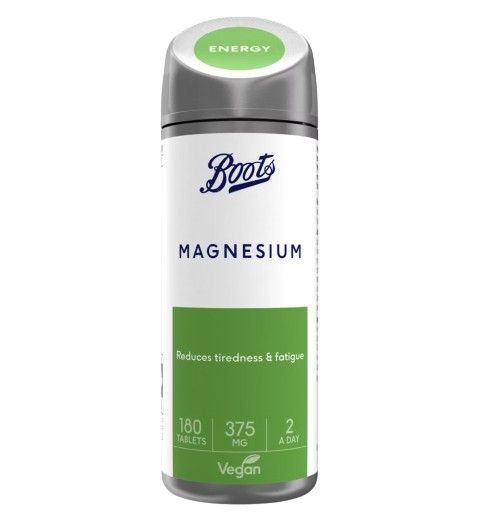 ENERGY
Boots
MAGNESIUM
Reduces tiredness & fatigue
180 375 2
TABLETS MG A DAY
Vegan